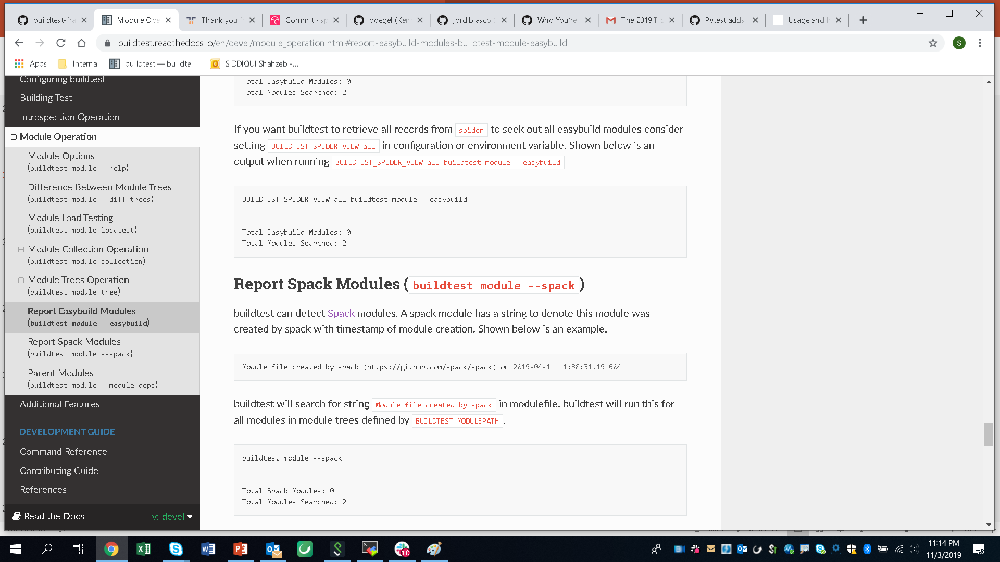 buildtest-fra
Module Ope
Thank you f
Commit · sp
boegel (Ken
jordiblasco (
Who You're
The 2019 Tic
Pytest adds
Usage and I
buildtest.readthedocs.io/en/devel/module_operation.html#report-easybuild-modules-buildtest-module-easybuild
S
Apps
Internal
buildtest — buildte...
SIDDIQUI Shahzeb -...
Configuring buildtest
Building Test
Introspection Operation
Module Operation
Module Options
(buildtest module --help)
Difference Between Module Trees
(buildtest module --diff-trees)
Module Load Testing
(buildtest module loadtest)
Module Collection Operation
(buildtest module collection)
Module Trees Operation
(buildtest module tree)
Report Easybuild Modules
(buildtest module --easybuild)
Report Spack Modules
(buildtest module --spack)
Parent Modules
(buildtest module --module-deps)
Additional Features
DEVELOPMENT GUIDE
Command Reference
Contributing Guide
References
Read the Docs
v: devel
Total Easybuild Modules: 0
Total Modules Searched: 2
If you want buildtest to retrieve all records from spider to seek out all easybuild modules consider
setting BUILDTEST_SPIDER_VIEW=all in configuration or environment variable. Shown below is an
output when running BUILDTEST_SPIDER_VIEW=all buildtest module --easybuild
BUILDTEST_SPIDER_VIEW=all buildtest module --easybuild
Total Easybuild Modules: 0
Total Modules Searched: 2
Report Spack Modules (buildtest module --spack)
buildtest can detect Spack modules. A spack module has a string to denote this module was
created by spack with timestamp of module creation. Shown below is an example:
Module file created by spack (https://github.com/spack/spack) on 2019-04-11 11:38:31.191604
buildtest will search for string Module file created by spack in modulefile. buildtest will run this for
all modules in module trees defined by BUILDTEST_MODULEPATH.
buildtest module --spack
Total Spack Modules: 0
Total Modules Searched: 2
10
11:14 PM
11/3/2019